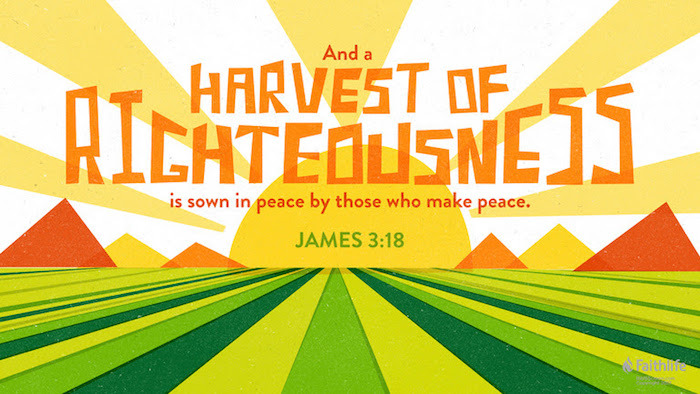 And a
HARVEST OF
RIGHTEOUSNESS
is sown in peace by those who make peace.
JAMES 3:18
Faithlife